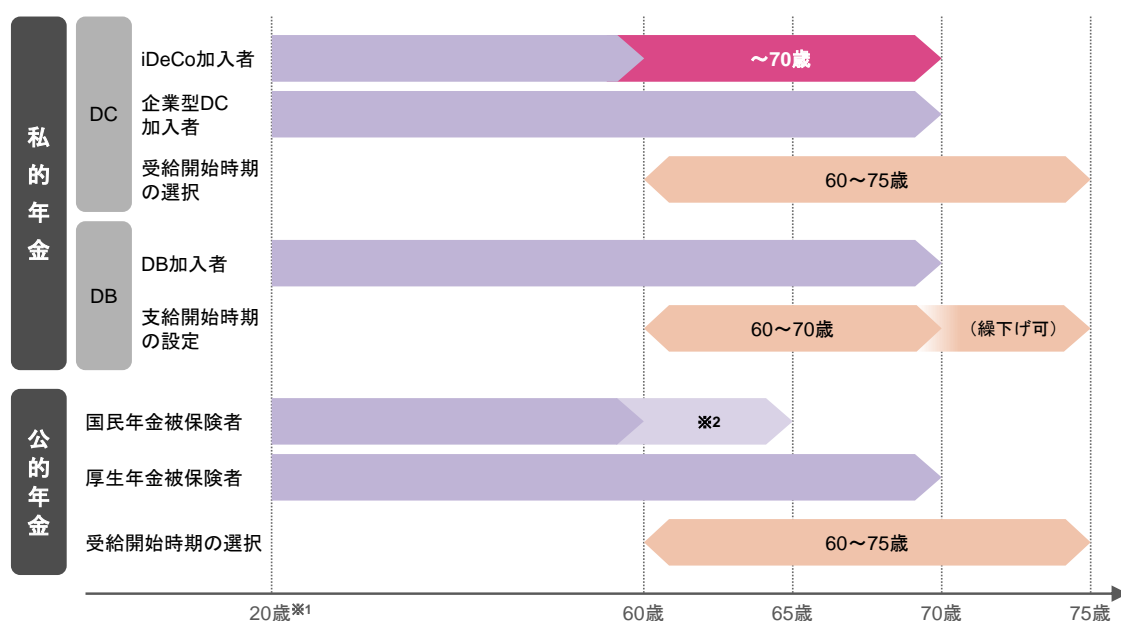 私的年金
DC
iDeCo加入者
～70歳
企業型DC
加入者
受給開始時期
の選択
60～75歳
DB
DB加入者
支給開始時期
の設定
60～70歳
（繰下げ可）
公的年金
国民年金被保険者
※2
厚生年金被保険者
受給開始時期の選択
60～75歳
20歳※1
60歳
65歳
70歳
75歳